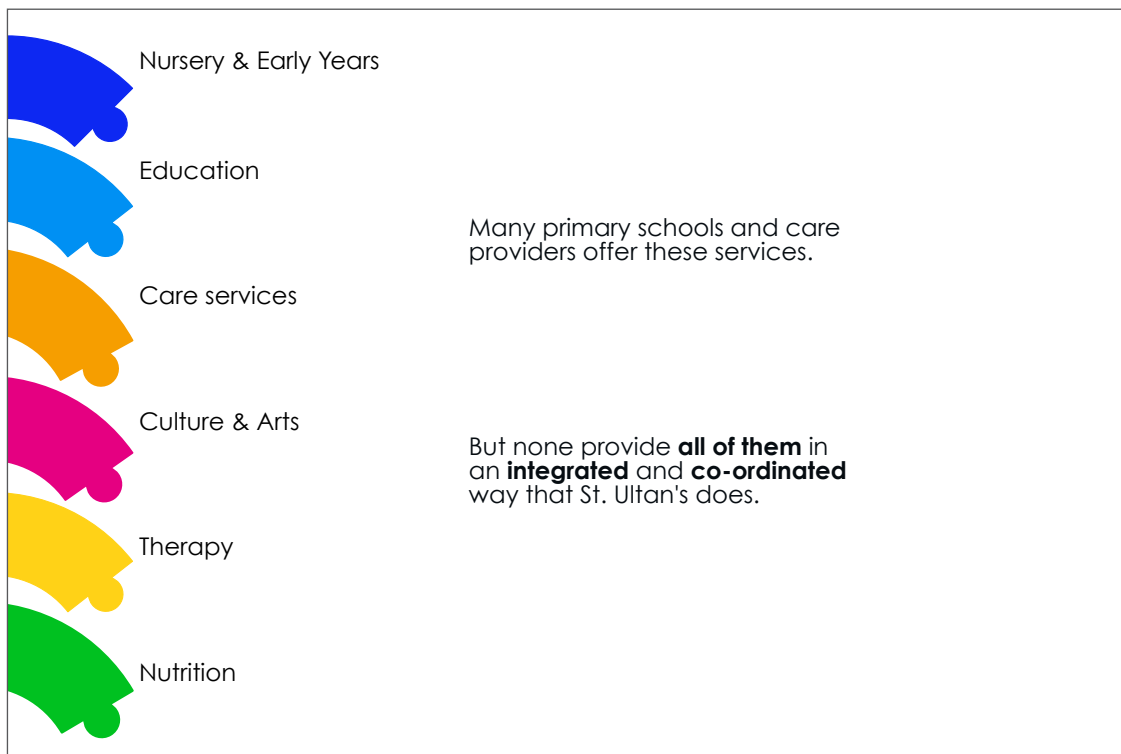 Nursery & Early Years
Education
Care services
Culture & Arts
Therapy
Nutrition
Many primary schools and care
providers offer these services.
But none provide all of them in
an integrated and co-ordinated
way that St. Ultan's does.